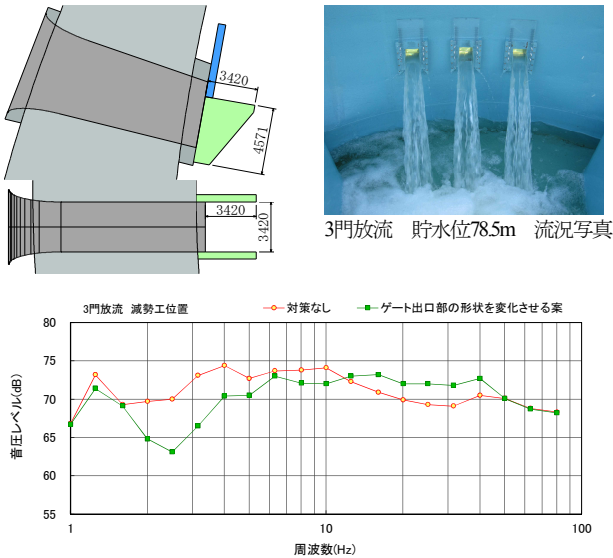 3420
4571
3420
3420
3門放流　貯水位78.5m　流況写真
3門放流 減勢工位置
対策なし
ゲート出口部の形状を変化させる案
音圧レベル(dB)
80
75
70
65
60
55
1
10
100
周波数(Hz)